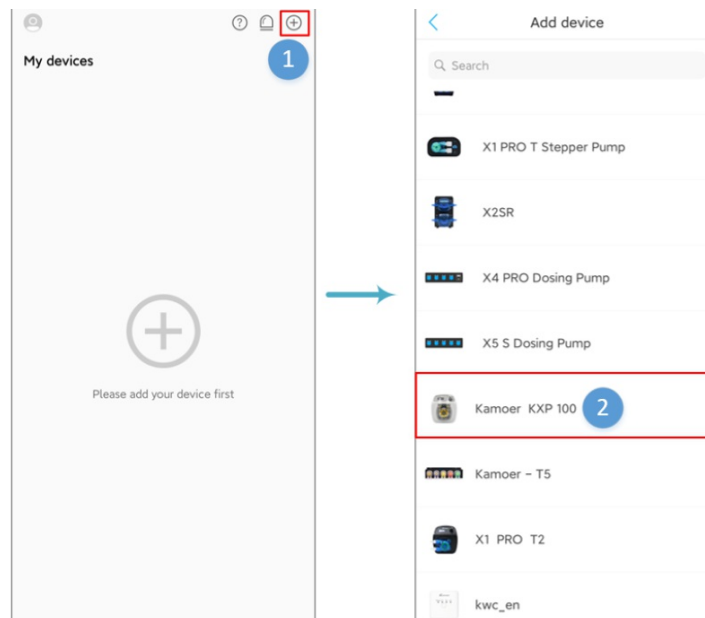 1
My devices
Please add your device first
Add device
Search
X1 PRO T Stepper Pump
X2SR
X4 PRO Dosing Pump
X5 S Dosing Pump
Kamoer KXP 100
2
Kamoer – T5
X1 PRO T2
kwc_en